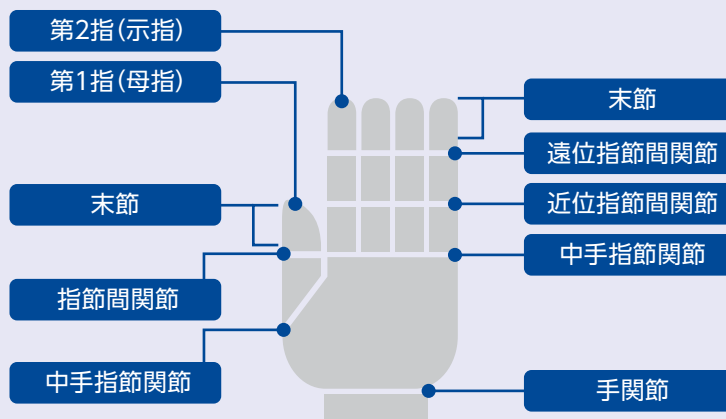 第2指(示指)
第1指(母指)
末節
指節間関節
中手指節関節
末節
遠位指節間関節
近位指節間関節
中手指節関節
手関節